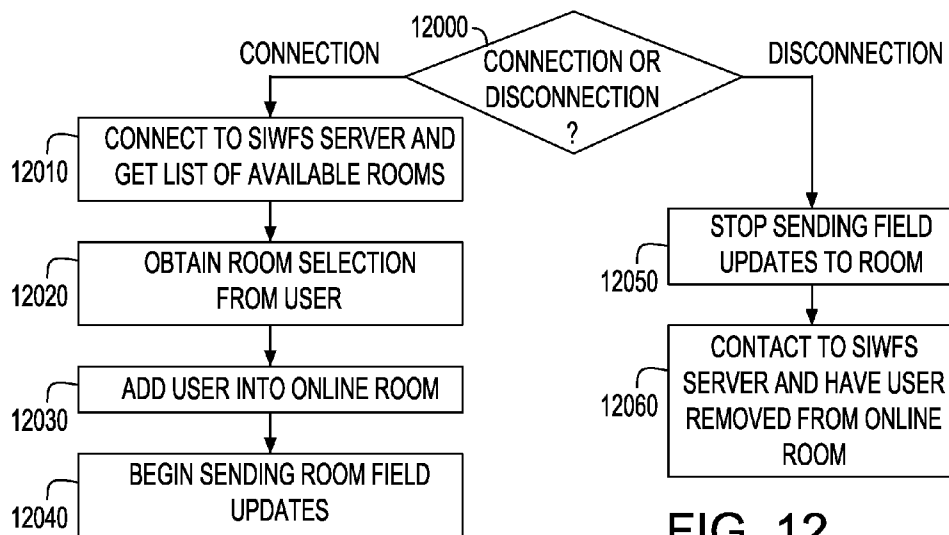 12000
CONNECTION
CONNECTION OR
DISCONNECTION
?
DISCONNECTION
12010
CONNECT TO SIWFS SERVER AND
GET LIST OF AVAILABLE ROOMS
12020
OBTAIN ROOM SELECTION
FROM USER
12030
ADD USER INTO ONLINE ROOM
12040
BEGIN SENDING ROOM FIELD
UPDATES
12050
STOP SENDING FIELD
UPDATES TO ROOM
12060
CONTACT TO SIWFS
SERVER AND HAVE USER
REMOVED FROM ONLINE
ROOM
FIG. 12